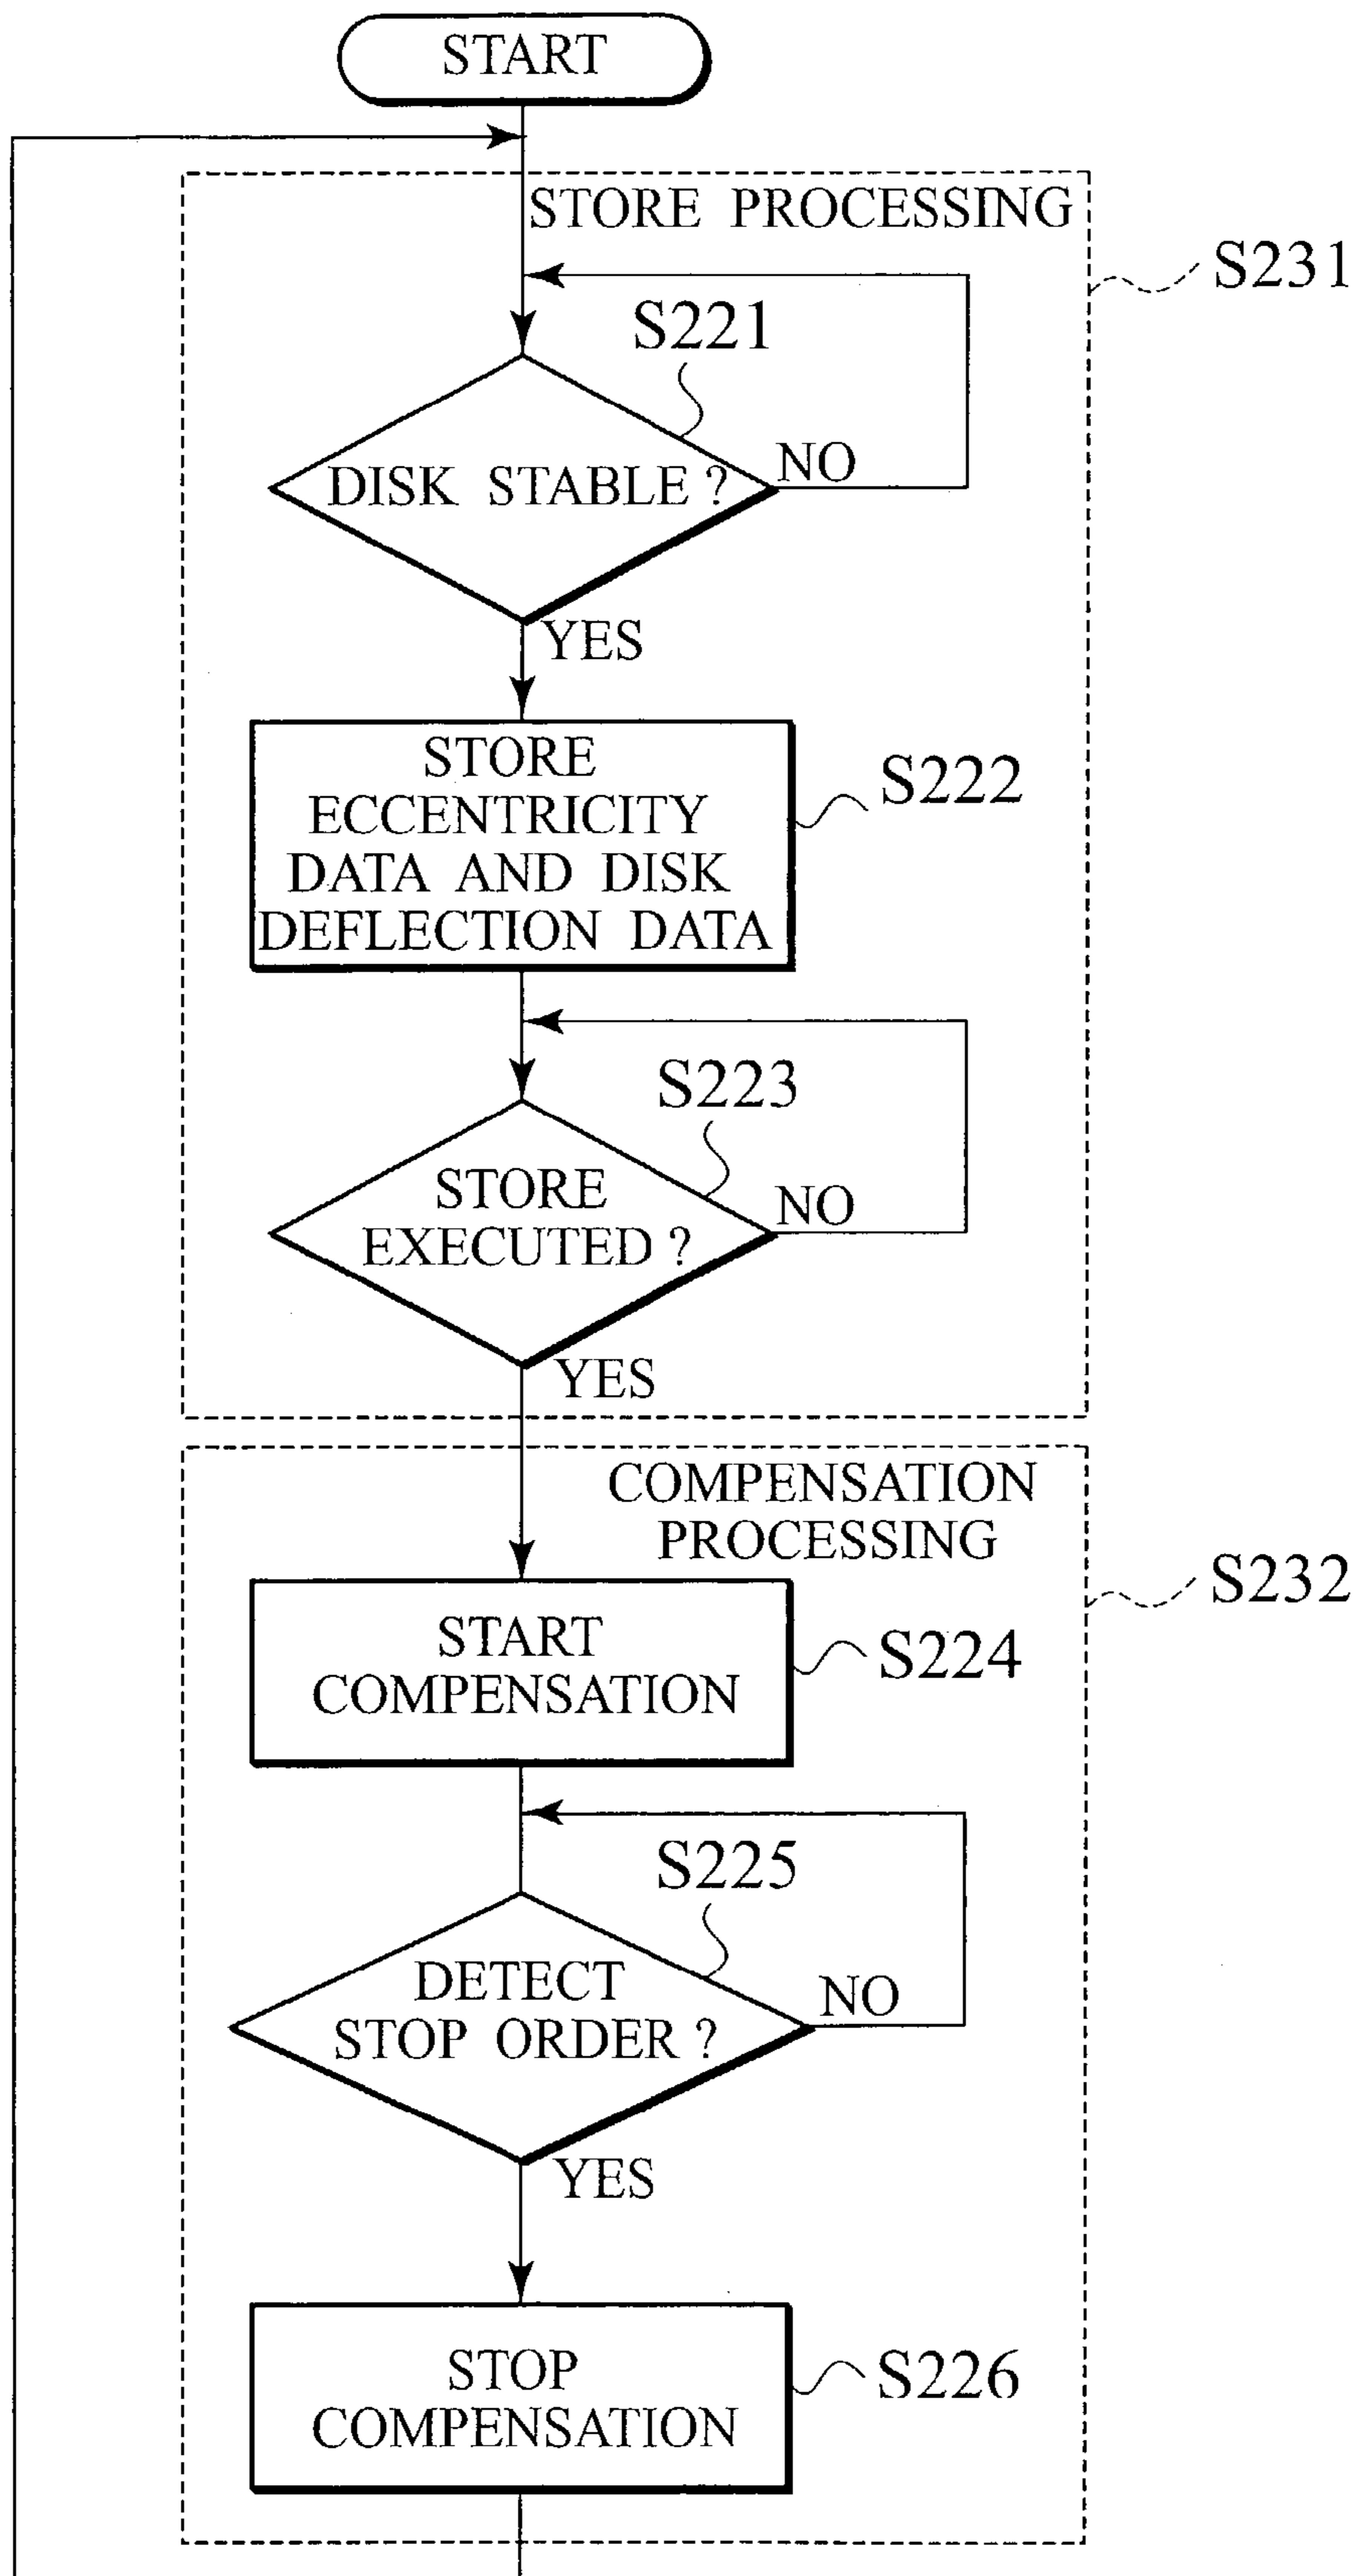 START
STORE PROCESSING
S231
S221
DISK STABLE ?
NO
YES
STORE
ECCENTRICITY
DATA AND DISK
DEFLECTION DATA
S222
S223
STORE
EXECUTED ?
NO
YES
COMPENSATION
PROCESSING
S232
START
COMPENSATION
S224
S225
DETECT
STOP ORDER ?
NO
YES
STOP
COMPENSATION
S226